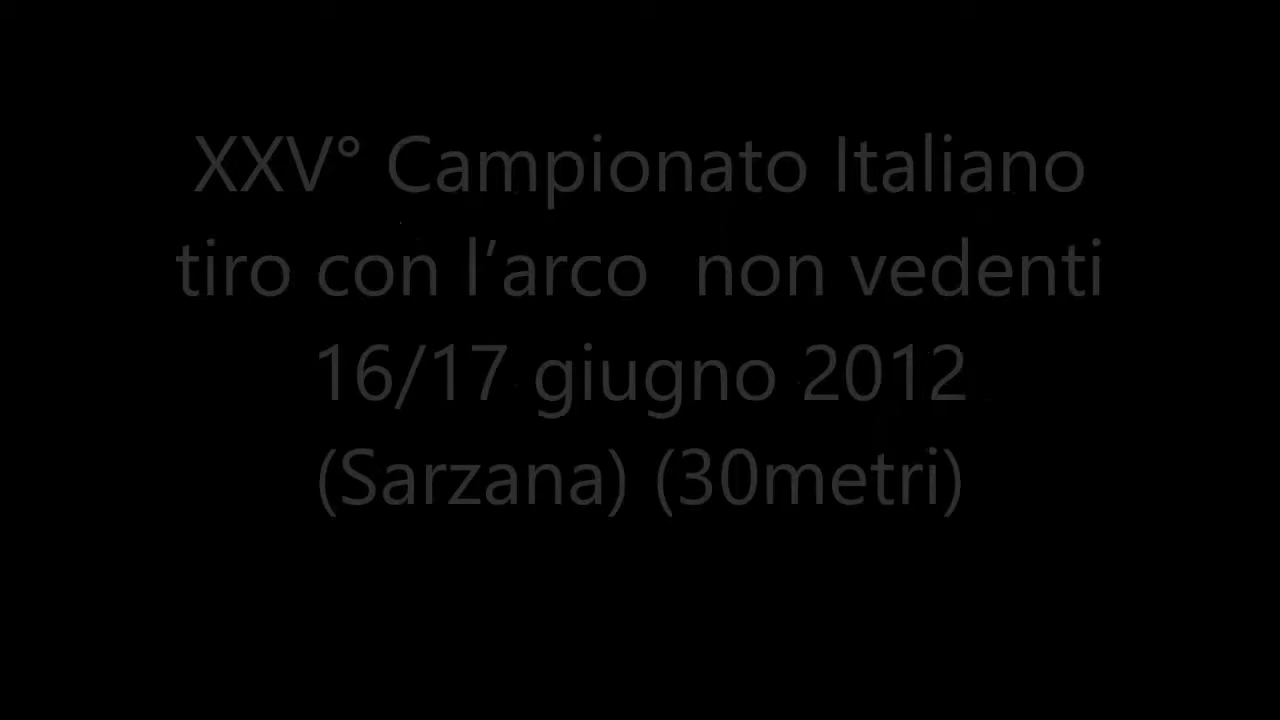 XXV° Campionato Italiano
tiro con l’arco  non vedenti
16/17 giugno 2012
(Sarzana) (30metri)